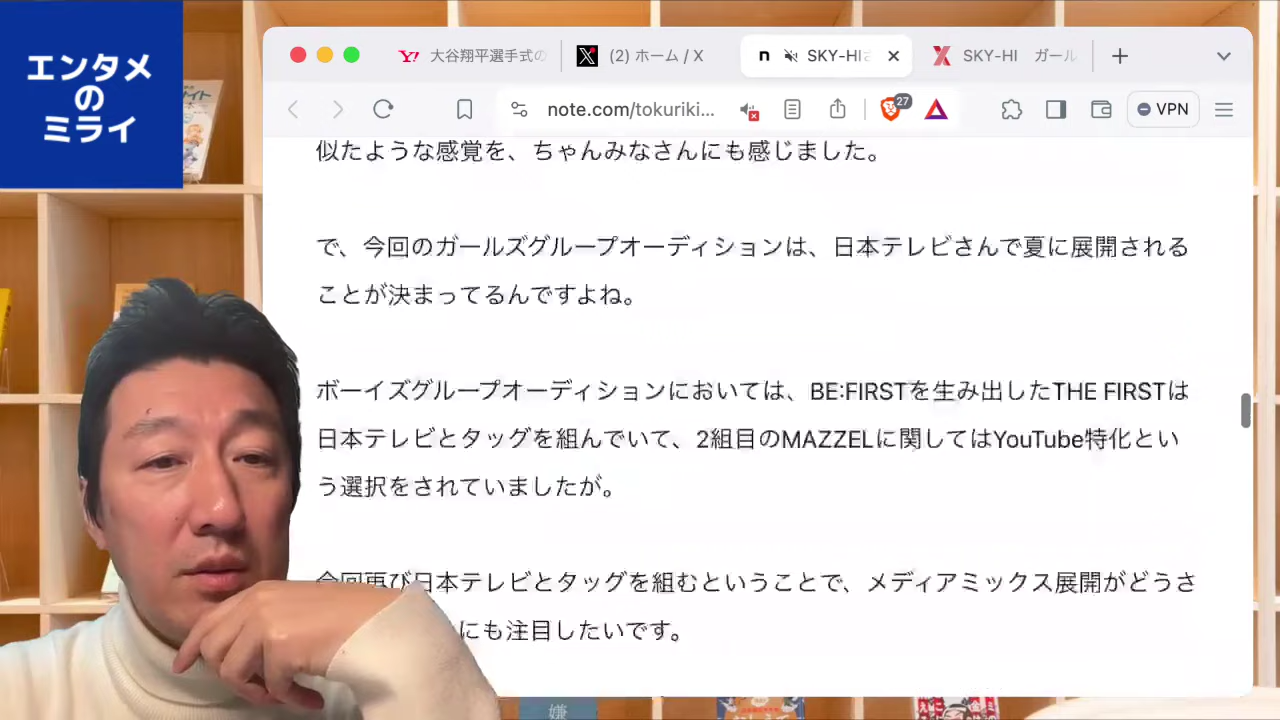 エンタメ
の
ミライ
大谷翔平選手式の
(2) ホーム / X
SKY-HIさ
SKY-HI ガール
note.com/tokuriki...
27
VPN
似たような感覚を、ちゃんみなさんにも感じました。
で、今回のガールズグループオーディションは、日本テレビさんで夏に展開される
ことが決まってるんですよね。
ボーイズグループオーディションにおいては、BE:FIRSTを生み出したTHE FIRSTは
日本テレビとタッグを組んでいて、2組目のMAZZELに関してはYouTube特化とい
う選択をされていましたが。
今回再び日本テレビとタッグを組むということで、メディアミックス展開がどうさ
にも注目したいです。
嫌